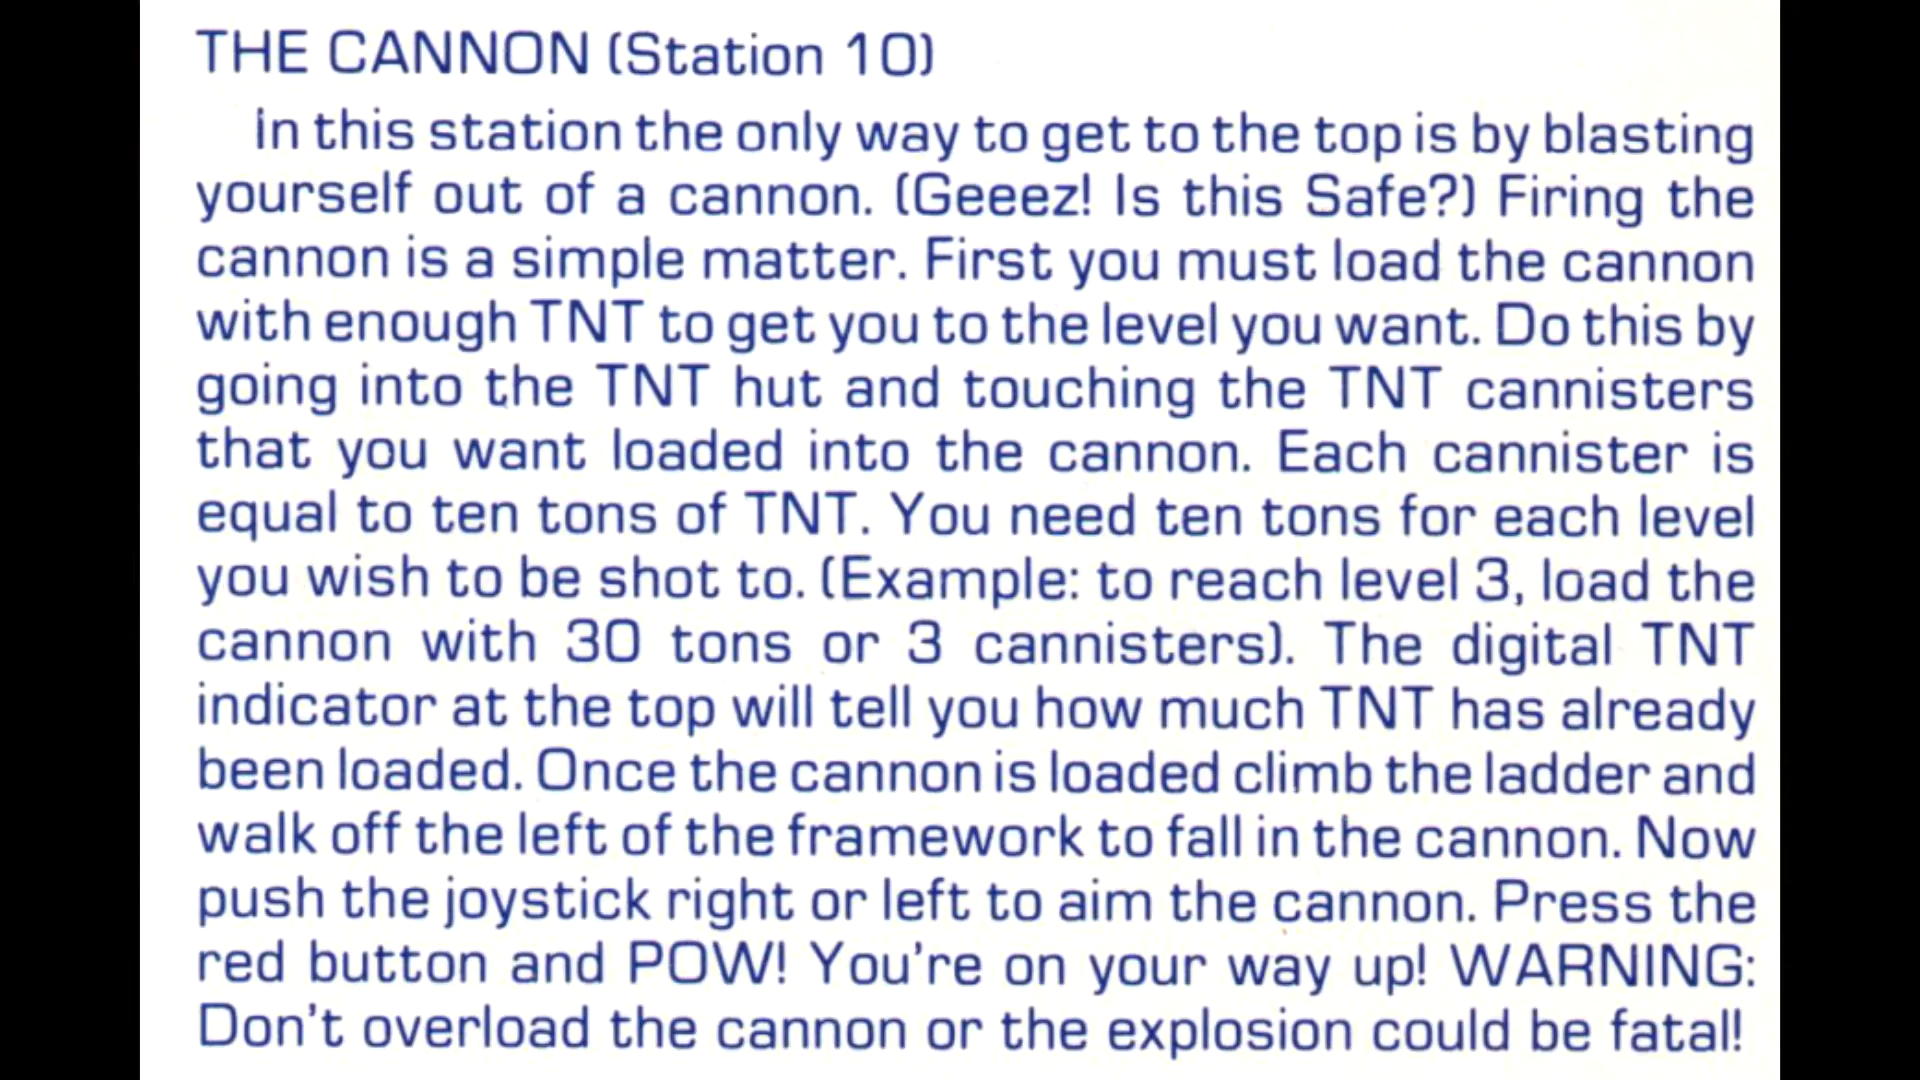 THE CANNON (Station 10)
In this station the only way to get to the top is by blasting
yourself out of a cannon. (Geeez! Is this Safe?) Firing the
cannon is a simple matter. First you must load the cannon
with enough TNT to get you to the level you want. Do this by
going into the TNT hut and touching the TNT cannisters
that you want loaded into the cannon. Each cannister is
equal to ten tons of TNT. You need ten tons for each level
you wish to be shot to. (Example: to reach level 3, load the
cannon with 30 tons or 3 cannisters). The digital TNT
indicator at the top will tell you how much TNT has already
been loaded. Once the cannon is loaded climb the ladder and
walk off the left of the framework to fall in the cannon. Now
push the joystick right or left to aim the cannon. Press the
red button and POW! You're on your way up! WARNING:
Don't overload the cannon or the explosion could be fatal!